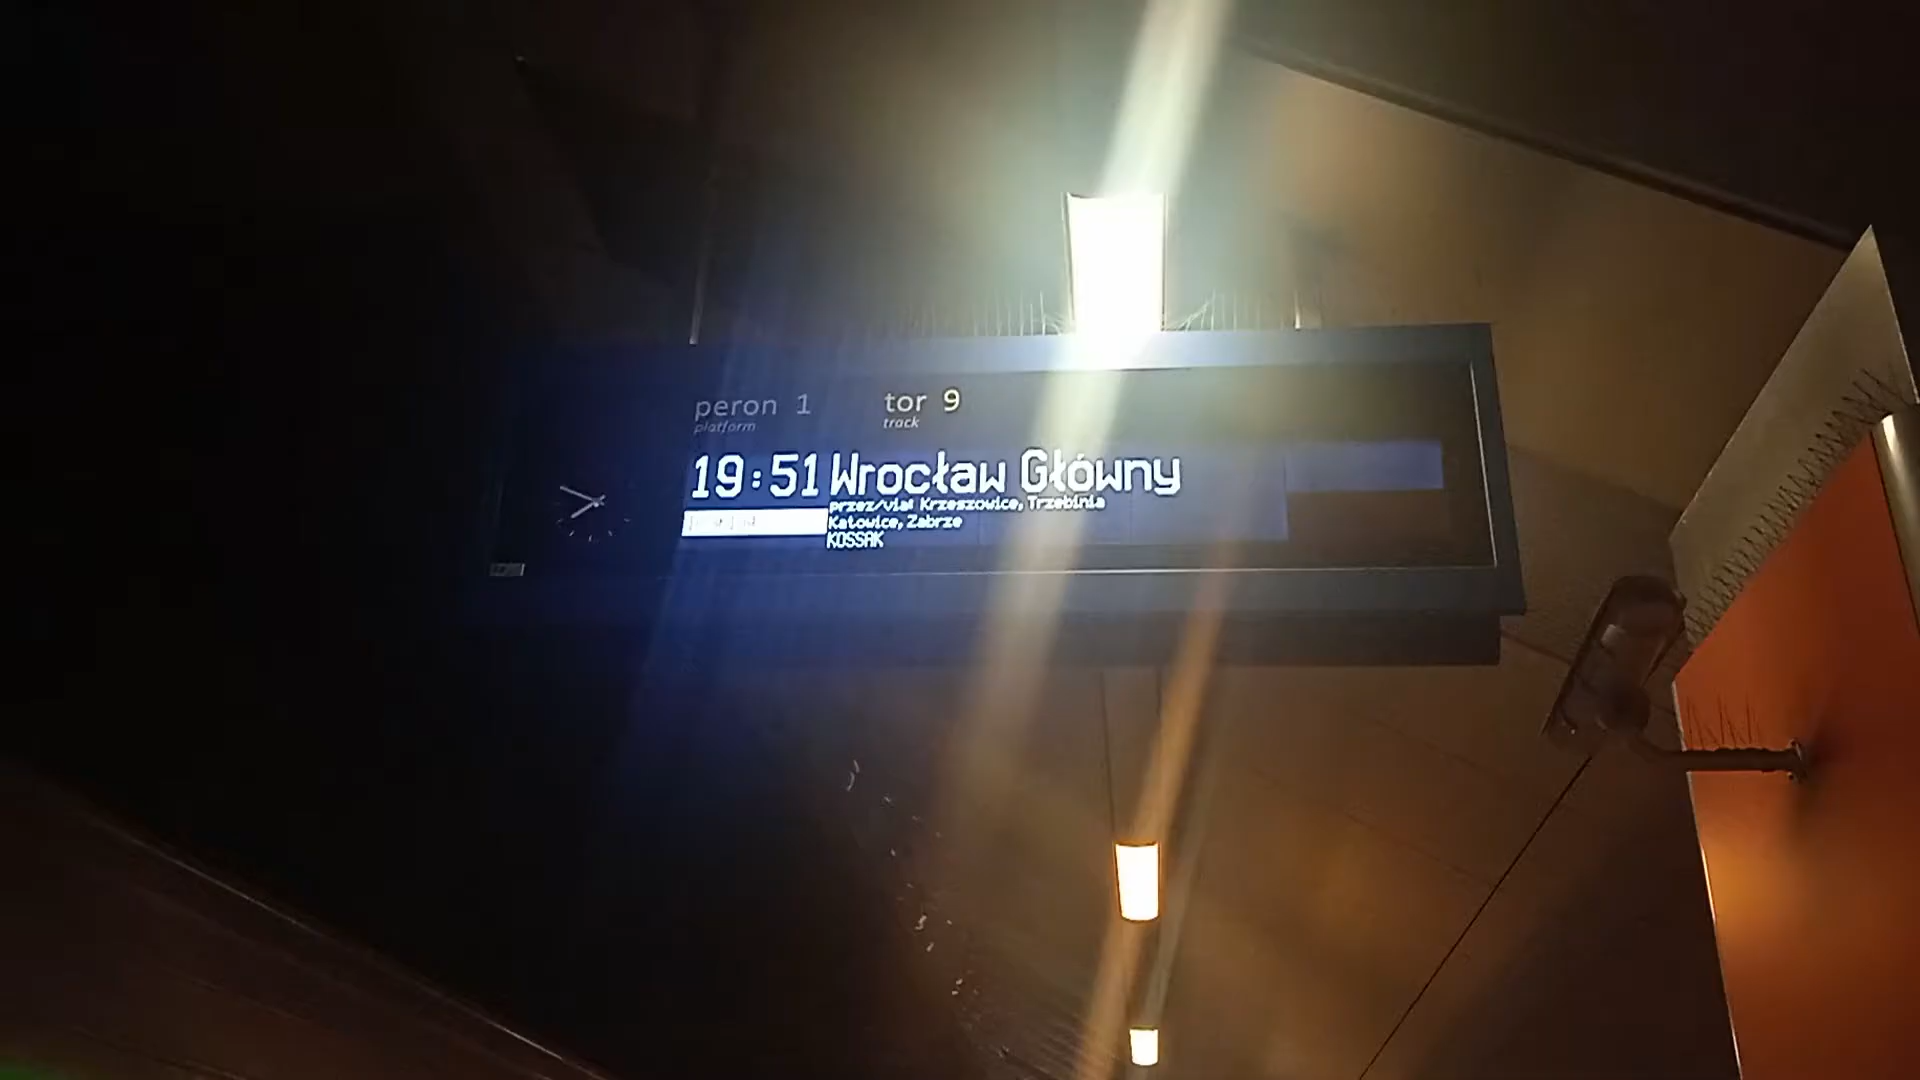 peron 1 tor 9
platform track
19:51 Wrocław Główny
przez/via: Krzeszowice, Trzebinia
Katowice, Zabrze
KOSSAK